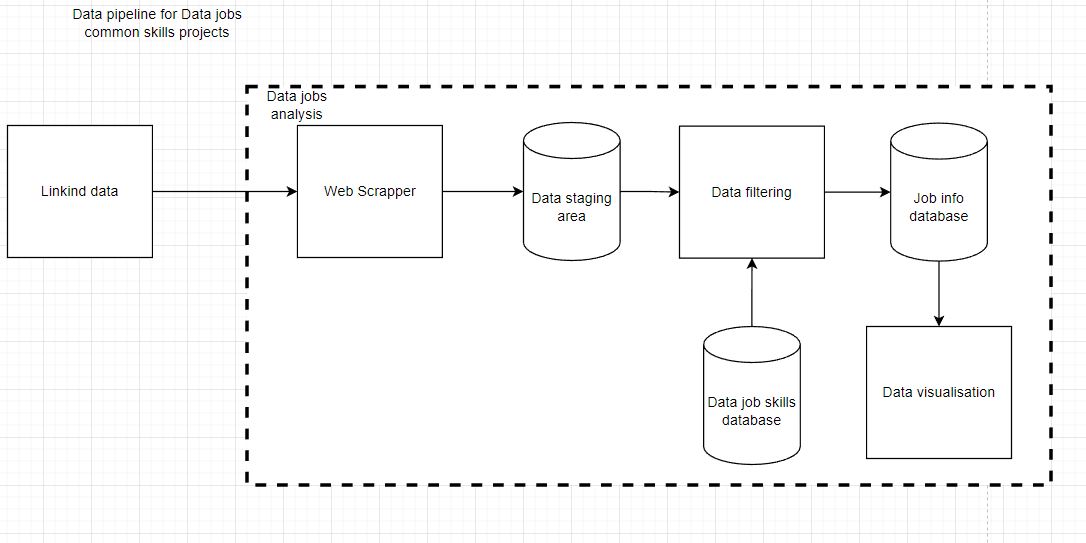 Data pipeline for Data jobs
common skills projects
Data jobs
analysis
Linkind data
Web Scrapper
Data staging
area
Data filtering
Job info
database
Data job skills
database
Data visualisation